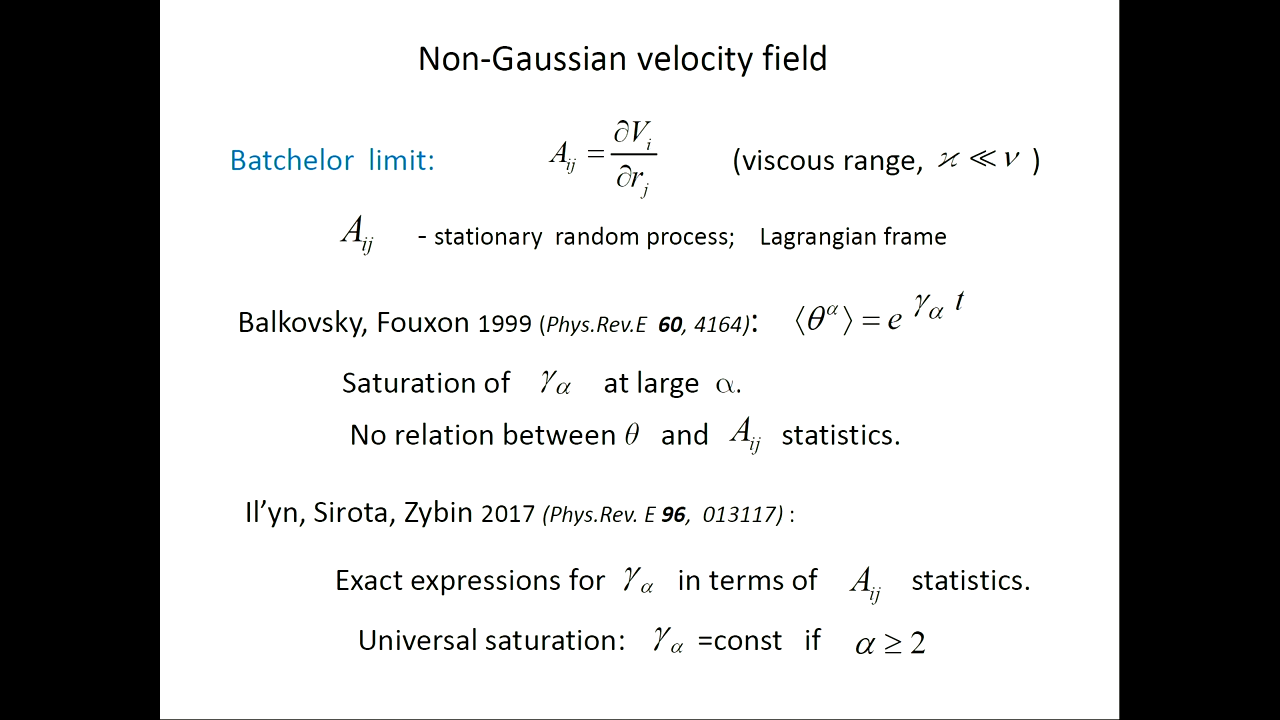 Non-Gaussian velocity field
Batchelor limit: A_ij = ∂V_i / ∂r_j (viscous range, ϰ ≪ ν )
A_ij - stationary random process; Lagrangian frame
Balkovsky, Fouxon 1999 (Phys.Rev.E 60, 4164): ⟨θ^α⟩ = e^{γ_α t}
Saturation of γ_α at large α.
No relation between θ and A_ij statistics.
Il’yn, Sirota, Zybin 2017 (Phys.Rev. E 96, 013117) :
Exact expressions for γ_α in terms of A_ij statistics.
Universal saturation: γ_α =const if α ≥ 2